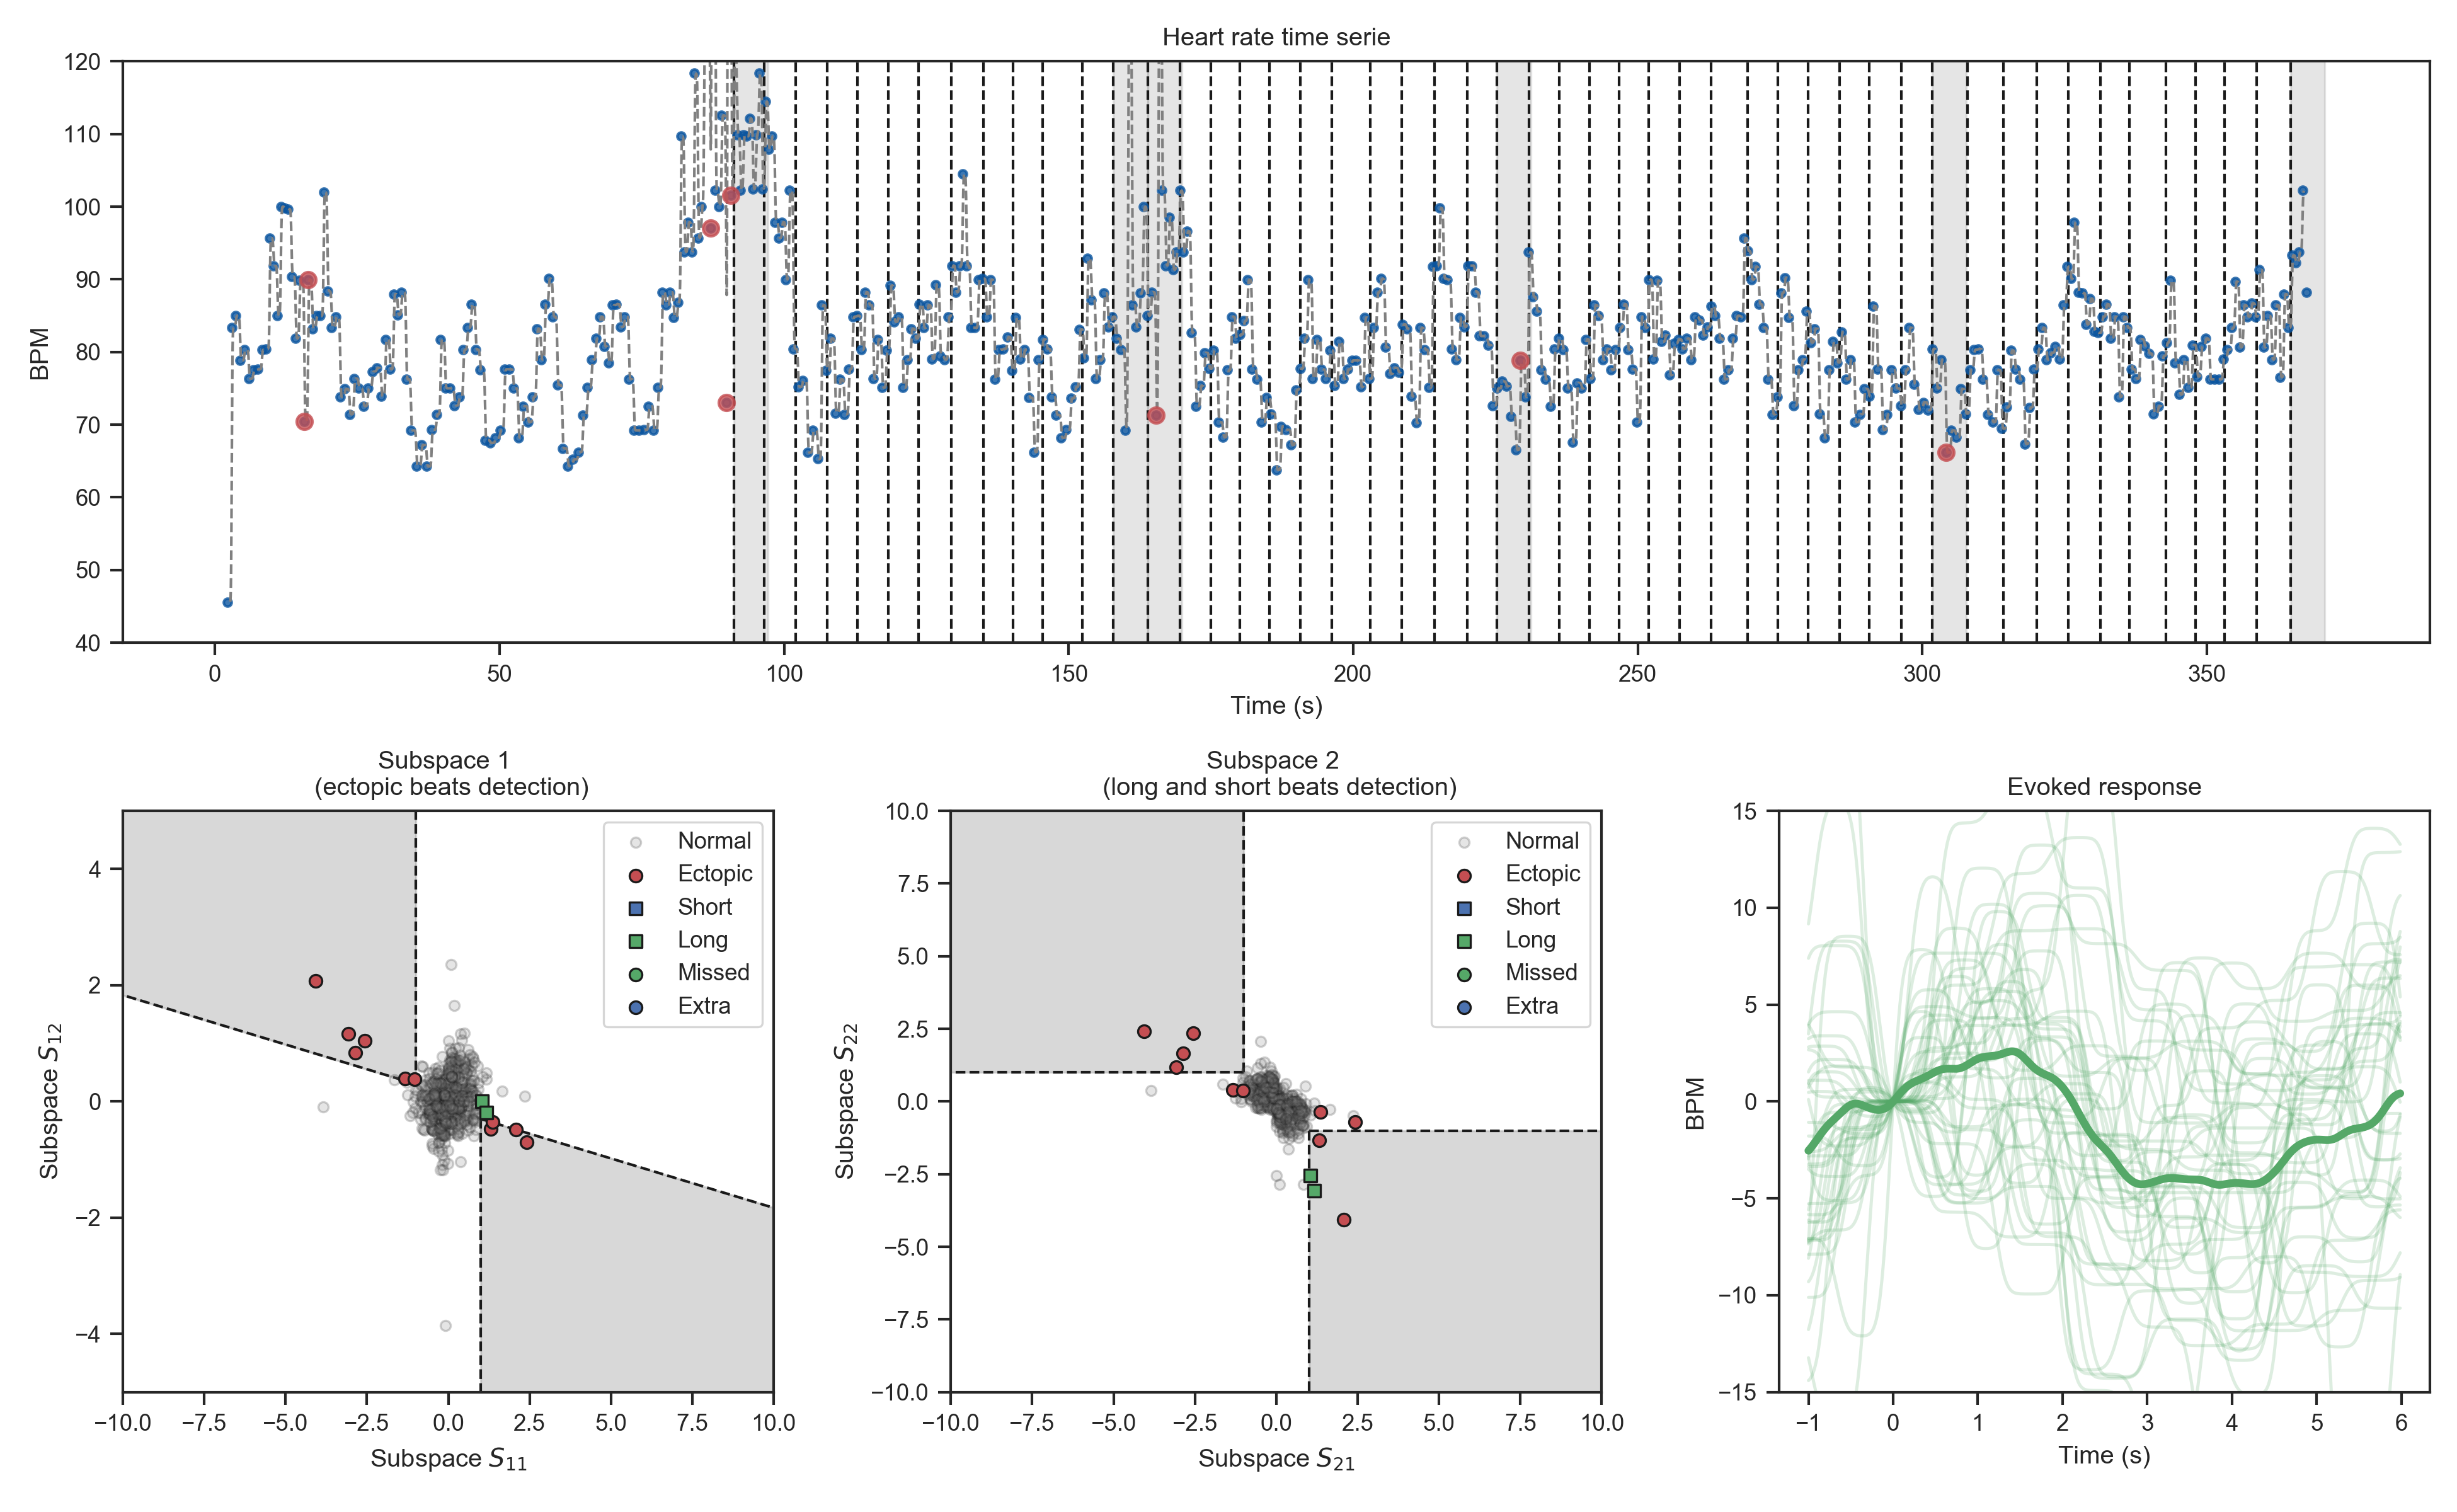 Heart rate time serie
120
110
100
90
80
70
60
50
40
BPM
0 50 100 150 200 250 300 350
Time (s)
Subspace 1
(ectopic beats detection)
4
2
0
−2
−4
Subspace S12
Normal
Ectopic
Short
Long
Missed
Extra
−10.0 −7.5 −5.0 −2.5 0.0 2.5 5.0 7.5 10.0
Subspace S11
Subspace 2
(long and short beats detection)
10.0
7.5
5.0
2.5
0.0
−2.5
−5.0
−7.5
−10.0
Subspace S22
Normal
Ectopic
Short
Long
Missed
Extra
−10.0 −7.5 −5.0 −2.5 0.0 2.5 5.0 7.5 10.0
Subspace S21
Evoked response
15
10
5
0
−5
−10
−15
BPM
−1 0 1 2 3 4 5 6
Time (s)